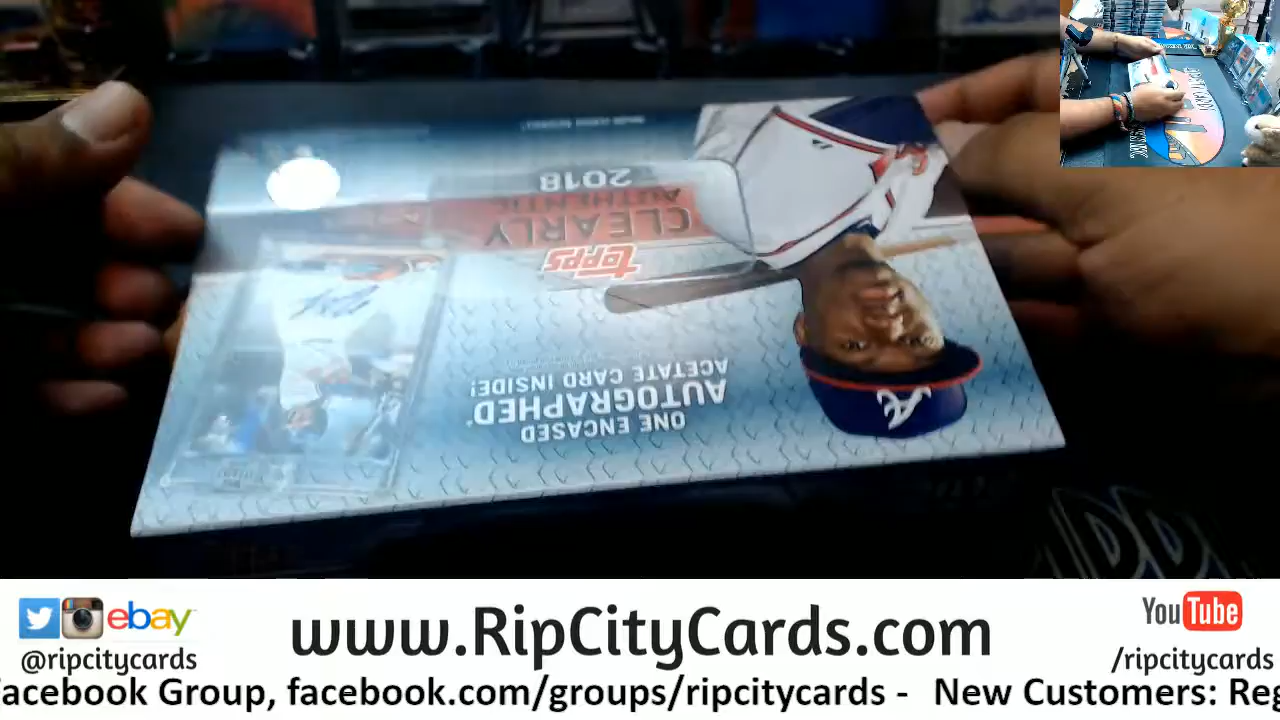 2018
CLEARLY
AUTHENTIC
TOPPS
ONE ENCASED
AUTOGRAPHED
ACETATE CARD INSIDE!
ebay
@ripcitycards
www.RipCityCards.com
YouTube
/ripcitycards
acebook Group, facebook.com/groups/ripcitycards - New Customers: Reg